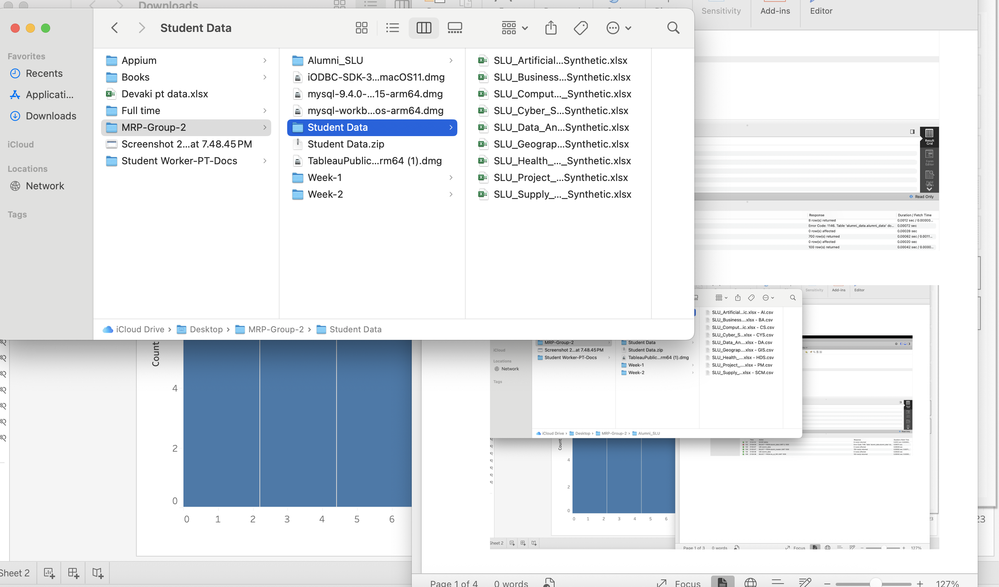 Downloads
Sensitivity
Add-ins
Editor
Student Data
Favorites
Recents
Applicati...
Downloads
iCloud
Locations
Network
Tags
Appium
Books
Devaki pt data.xlsx
Full time
MRP-Group-2
Screenshot 2...at 7.48.45 PM
Student Worker-PT-Docs
Alumni_SLU
iODBC-SDK-3...macOS11.dmg
mysql-9.4.0-...15-arm64.dmg
mysql-workb...os-arm64.dmg
Student Data
Student Data.zip
TableauPublic...rm64 (1).dmg
Week-1
Week-2
SLU_Artificial...Synthetic.xlsx
SLU_Business...Synthetic.xlsx
SLU_Comput..._Synthetic.xlsx
SLU_Cyber_S...Synthetic.xlsx
SLU_Data_An...Synthetic.xlsx
SLU_Geograp...Synthetic.xlsx
SLU_Health_..._Synthetic.xlsx
SLU_Project_...Synthetic.xlsx
SLU_Supply_..._Synthetic.xlsx
iCloud Drive › Desktop › MRP-Group-2 › Student Data
Result
Grid
Form
Editor
Field
Types
Read Only
Response Duration / Fetch Time
8 row(s) returned 0.0012 sec / 0.00000...
Error Code: 1146. Table 'alumni_data.alumni_data' do... 0.00072 sec
0 row(s) affected 0.00028 sec
700 row(s) returned 0.00062 sec / 0.0011...
0 row(s) affected 0.00020 sec
100 row(s) returned 0.00042 sec / 0.0000...
Sensitivity
Add-ins
Editor
SLU_Artificial...ic.xlsx - AI.csv
SLU_Business....xlsx - BA.csv
SLU_Comput...ic.xlsx - CS.csv
SLU_Cyber_S...xlsx - CYS.csv
SLU_Data_An....xlsx - DA.csv
SLU_Geograp....xlsx - GIS.csv
SLU_Health_....xlsx - HDS.csv
SLU_Project_....xlsx - PM.csv
SLU_Supply_...xlsx - SCM.csv
MRP-Group-2
Screenshot 2...at 7.48.45 PM
Student Worker-PT-Docs
Student Data
Student Data.zip
TableauPublic...rm64 (1).dmg
Week-1
Week-2
iCloud
Locations
Network
Tags
iCloud Drive › Desktop › MRP-Group-2 › Alumni_SLU
Count
4
2
0
0 1 2 3 4 5 6
23
Count
4
2
0
0 1 2 3 4 5 6
23
Sheet 2
Page 1 of 3 0 words Focus 127%
Sheet 2
Page 1 of 4 0 words Focus 127%